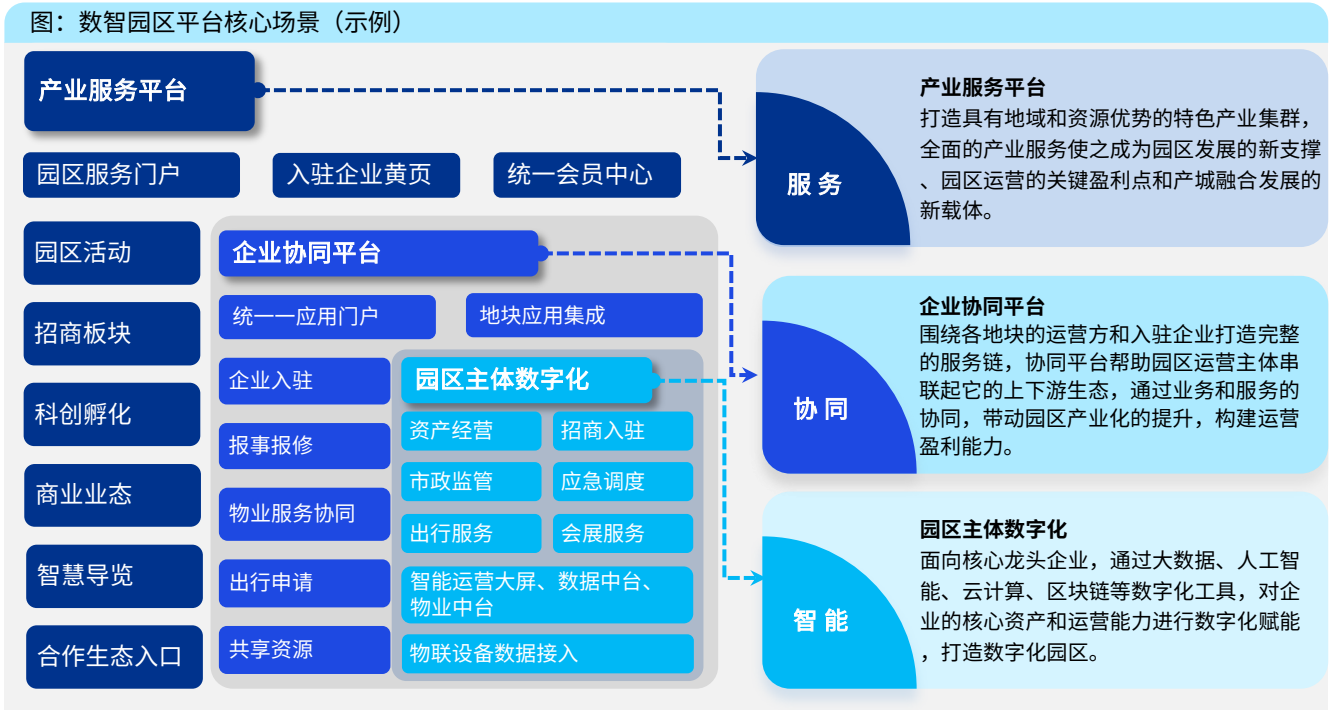 图：数智园区平台核心场景（示例）
产业服务平台
园区服务门户
入驻企业黄页
统一会员中心
园区活动
招商板块
科创孵化
商业业态
智慧导览
合作生态入口
企业协同平台
统一一应用门户
地块应用集成
企业入驻
报事报修
物业服务协同
出行申请
共享资源
园区主体数字化
资产经营
招商入驻
市政监管
应急调度
出行服务
会展服务
智能运营大屏、数据中台、
物业中台
物联设备数据接入
服务
产业服务平台
打造具有地域和资源优势的特色产业集群，
全面的产业服务使之成为园区发展的新支撑
、园区运营的关键盈利点和产城融合发展的
新载体。
协同
企业协同平台
围绕各地块的运营方和入驻企业打造完整
的服务链，协同平台帮助园区运营主体串
联起它的上下游生态，通过业务和服务的
协同，带动园区产业化的提升，构建运营
盈利能力。
智能
园区主体数字化
面向核心龙头企业，通过大数据、人工智
能、云计算、区块链等数字化工具，对企
业的核心资产和运营能力进行数字化赋能
，打造数字化园区。